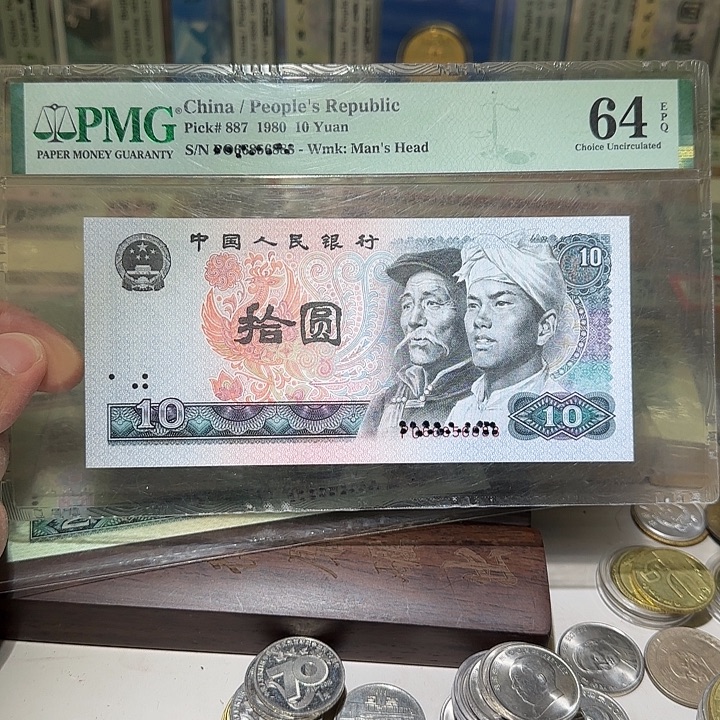 PMG
PAPER MONEY GUARANTY
China / People's Republic
Pick# 887 1980 10 Yuan
S/N - Wmk: Man's Head
64 EPQ
Choice Uncirculated
中国人民银行
10
拾圆
10
10